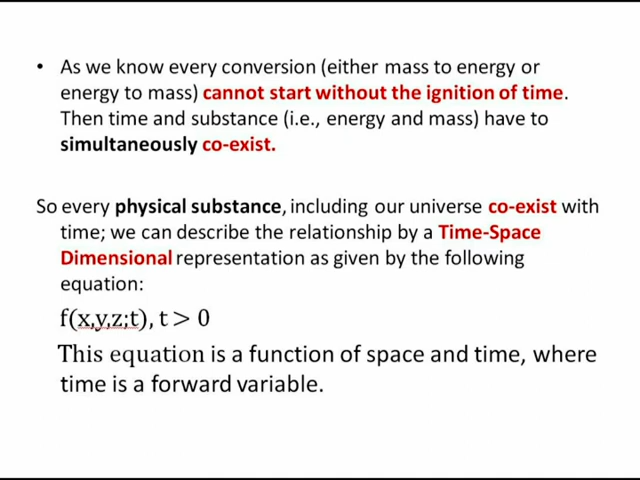 • As we know every conversion (either mass to energy or
energy to mass) cannot start without the ignition of time.
Then time and substance (i.e., energy and mass) have to
simultaneously co-exist.
So every physical substance, including our universe co-exist with
time; we can describe the relationship by a Time-Space
Dimensional representation as given by the following
equation:
f(x,y,z;t), t > 0
This equation is a function of space and time, where
time is a forward variable.